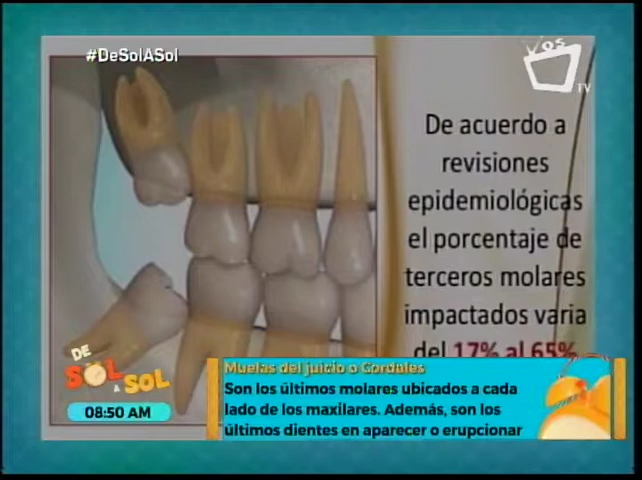 #DeSolASol
VOS
TV
De acuerdo a
revisiones
epidemiológicas
el porcentaje de
terceros molares
impactados varia
del 17% al 65%
DE
SOL
A SOL
08:50 AM
Muelas del juicio o Cordales
Son los últimos molares ubicados a cada
lado de los maxilares. Además, son los
últimos dientes en aparecer o erupcionar